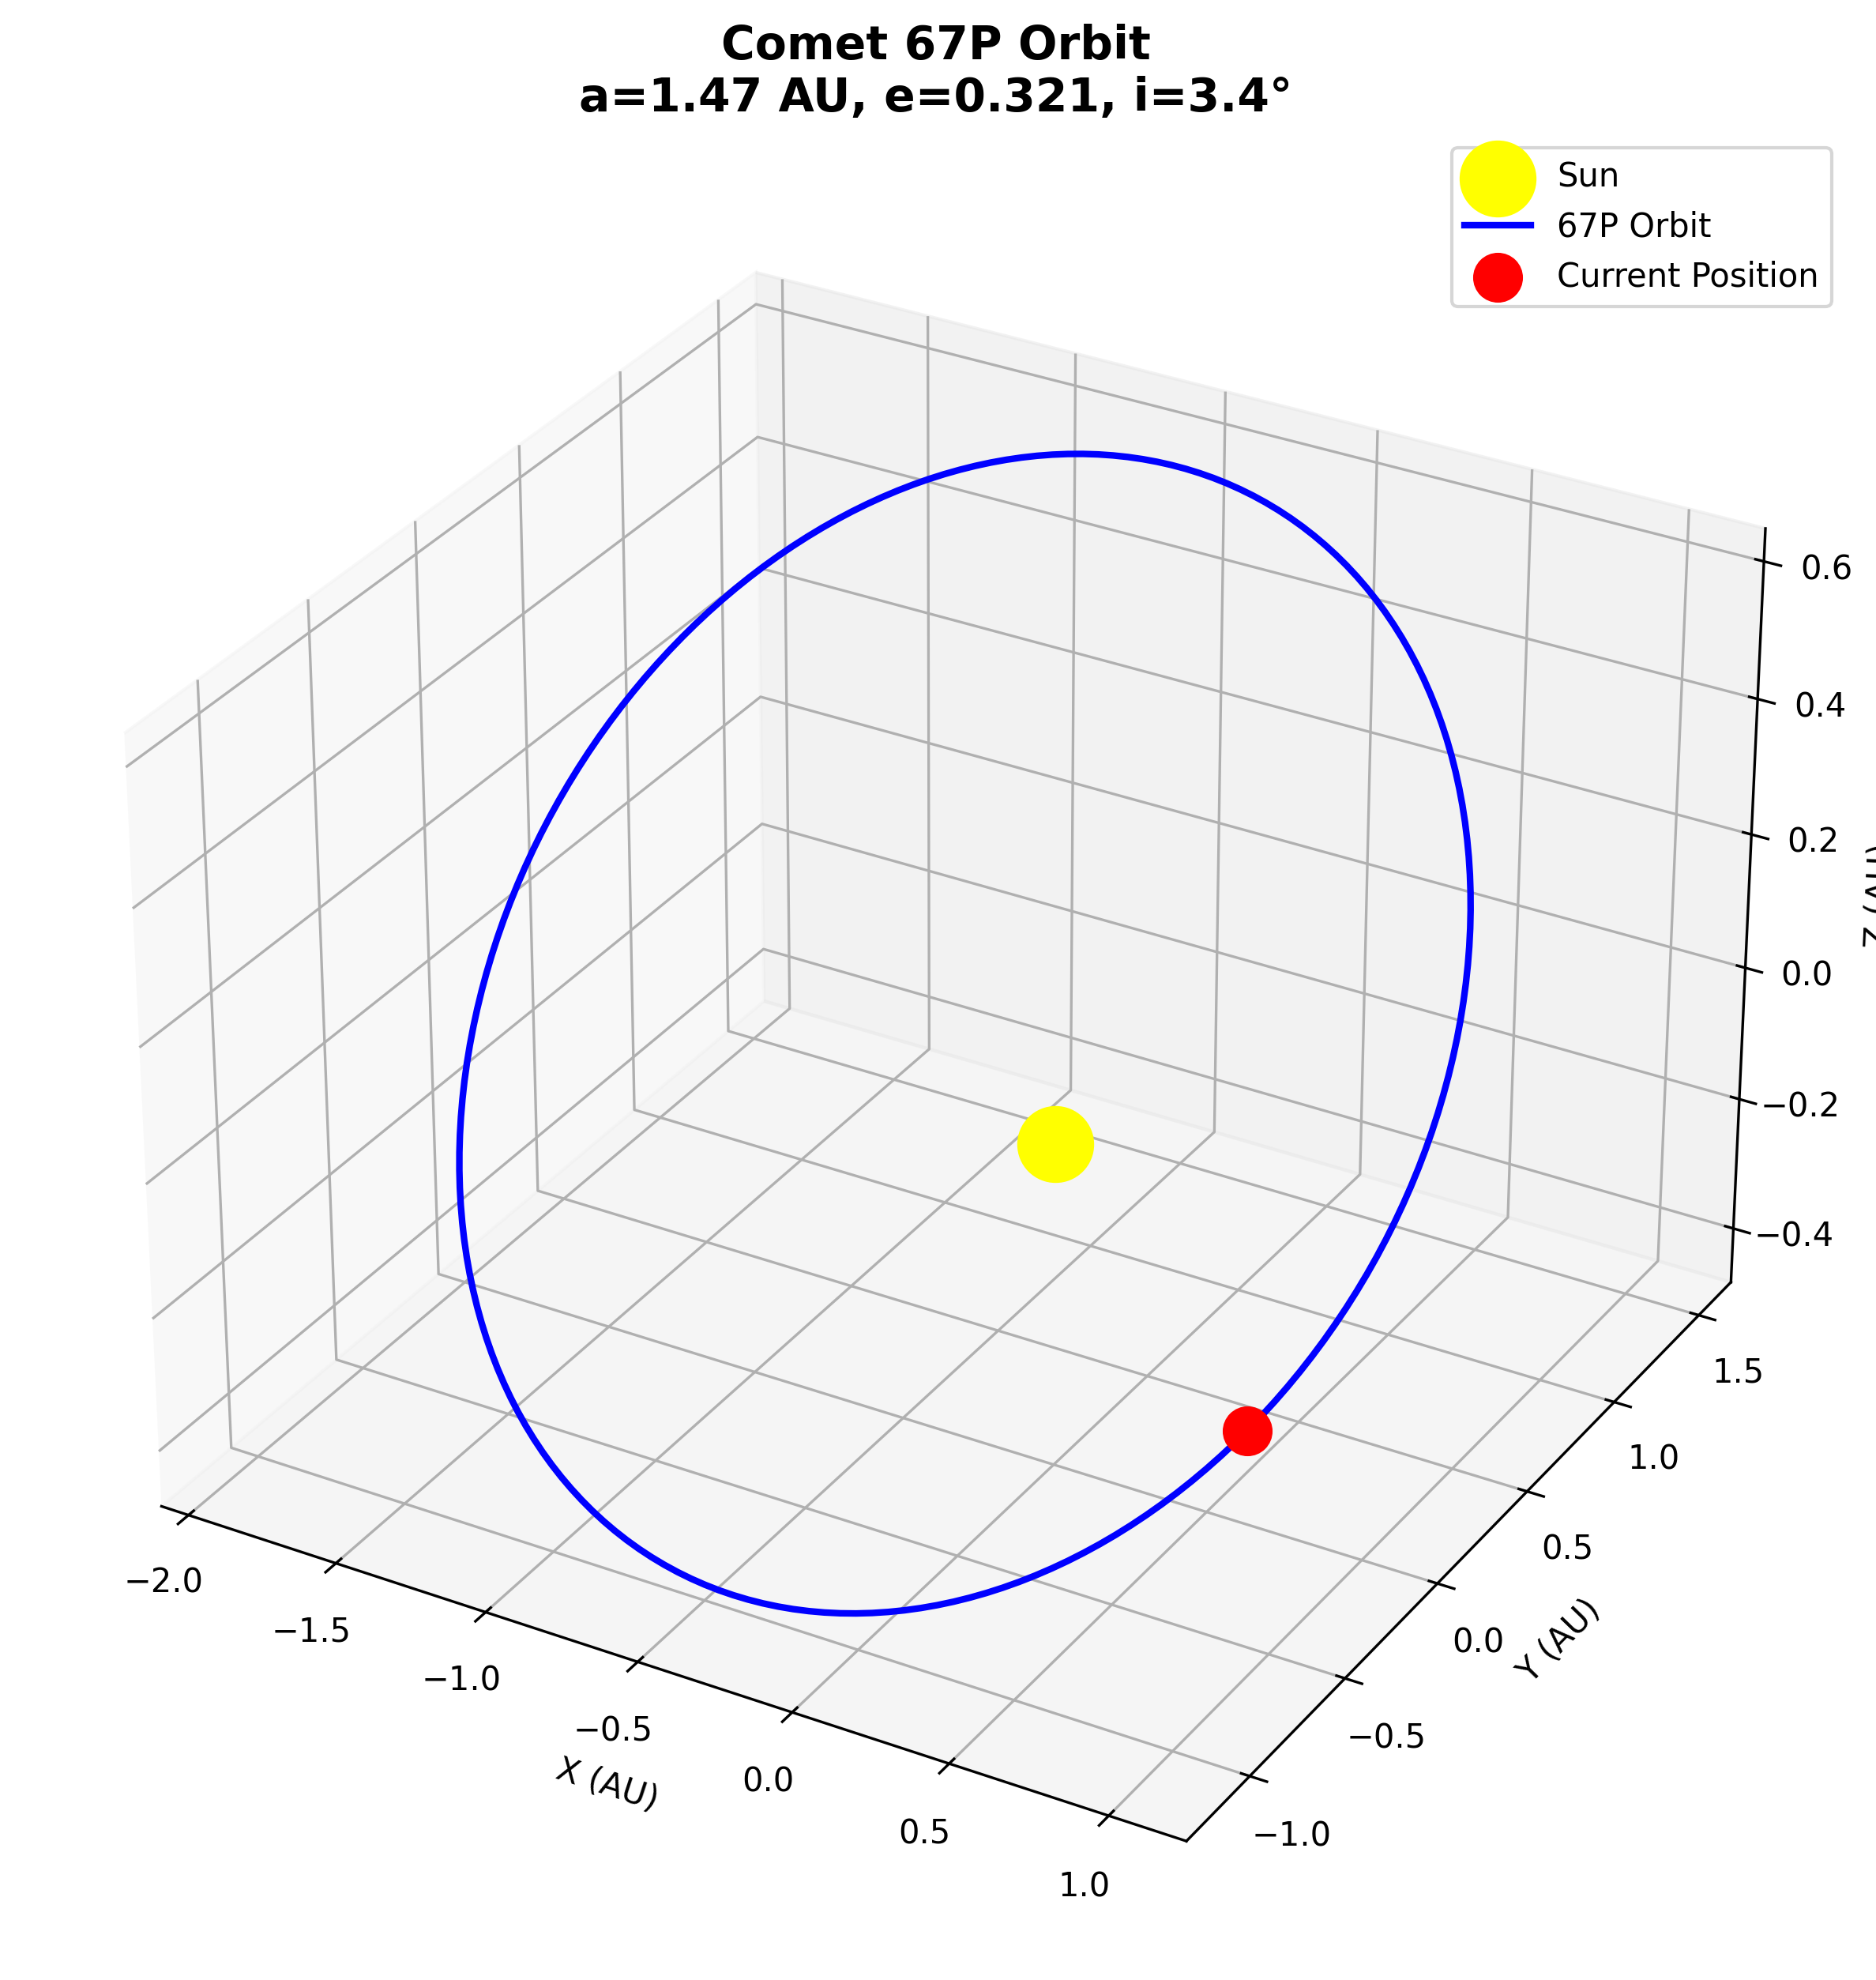 Comet 67P Orbit
a=1.47 AU, e=0.321, i=3.4°
Sun
67P Orbit
Current Position
0.6
0.4
0.2
0.0
−0.2
−0.4
1.5
1.0
0.5
0.0
−0.5
−1.0
Y (AU)
−2.0
−1.5
−1.0
−0.5
0.0
0.5
1.0
X (AU)